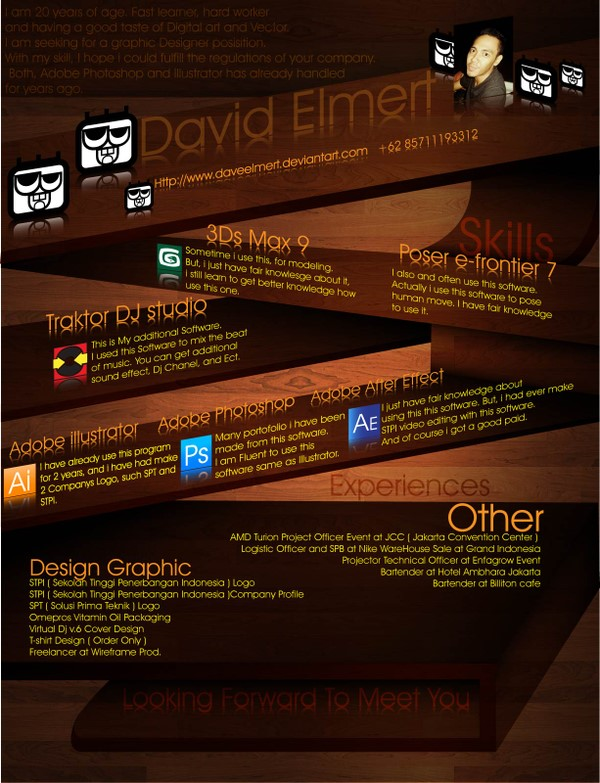 I am 20 years of age. Fast learner, hard worker
and having a good taste of Digital art and Vector.
I am seeking for a graphic Designer posisition.
With my skill, I hope i could fulfill the regulations of your company.
Both, Adobe Photoshop and Illustrator has already handled
for years ago.
David Elmert
Http://www.daveelmert.deviantart.com +62 85711193312
Skills
3Ds Max 9
Sometime i use this, for modeling.
But, i just have fair knowlesge about it,
I still learn to get better knowledge how
use this one.
Poser e-frontier 7
I also and often use this software.
Actually i use this software to pose
human move. I have fair knowledge
to use it.
Traktor DJ studio
This is My additional Software.
I used this Software to mix the beat
of music. You can get additional
sound effect, Dj Chanel, and Ect.
Adobe illustrator
Ai
I have already use this program
for 2 years, and i have had make
2 Companys Logo, such SPT and
STPI.
Adobe Photoshop
Ps
Many portofolio i have been
made from this software.
I am Fluent to use this
software same as Illustrator.
Adobe After Effect
AE
I just have fair knowledge about
using this this software. But, i had ever make
STPI video editing with this software.
And of course i got a good paid.
Experiences
Other
AMD Turion Project Officer Event at JCC ( Jakarta Convention Center )
Logistic Officer and SPB at Nike WareHouse Sale at Grand Indonesia
Projector Technical Officer at Enfagrow Event
Bartender at Hotel Ambhara Jakarta
Bartender at Billiton cafe
Design Graphic
STPI ( Sekolah Tinggi Penerbangan Indonesia ) Logo
STPI ( Sekolah Tinggi Penerbangan Indonesia )Company Profile
SPT ( Solusi Prima Teknik ) Logo
Omepros Vitamin Oil Packaging
Virtual Dj v.6 Cover Design
T-shirt Design ( Order Only )
Freelancer at Wireframe Prod.
Looking Forward To Meet You